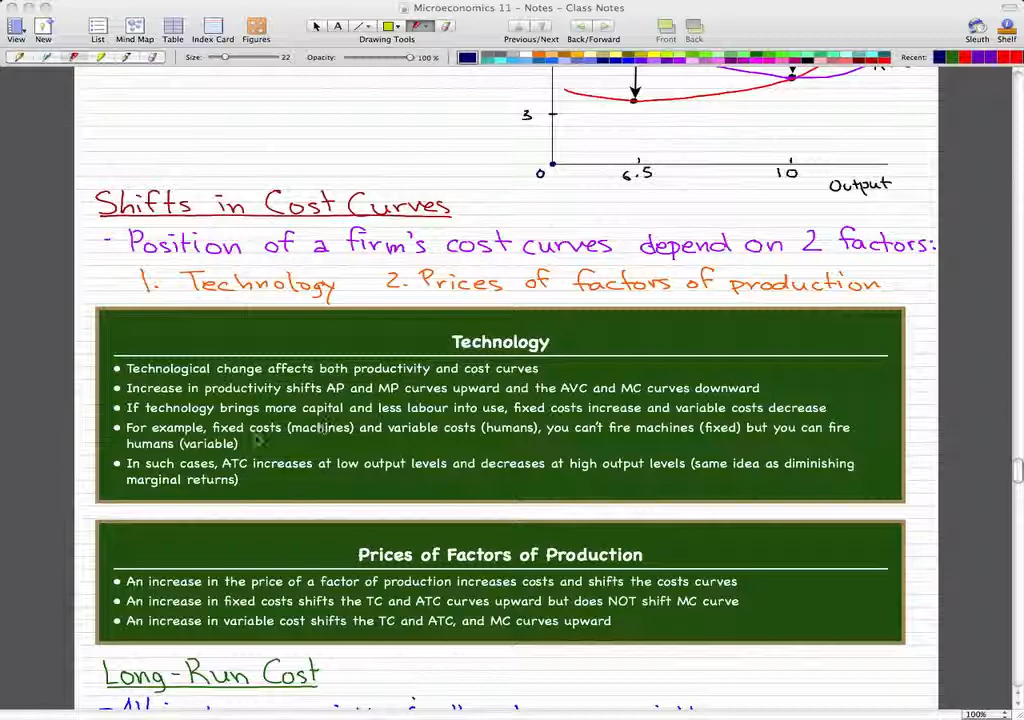 Microeconomics 11 - Notes - Class Notes
View New List Mind Map Table Index Card Figures Drawing Tools Previous/Next Back/Forward Front Back Sleuth Shelf
A
Size: 22 Opacity: 100 % Recent:
3
0 6.5 10 Output
Shifts in Cost Curves
- Position of a firm's cost curves depend on 2 factors:
1. Technology 2. Prices of factors of production
Technology
• Technological change affects both productivity and cost curves
• Increase in productivity shifts AP and MP curves upward and the AVC and MC curves downward
• If technology brings more capital and less labour into use, fixed costs increase and variable costs decrease
• For example, fixed costs (machines) and variable costs (humans), you can't fire machines (fixed) but you can fire
humans (variable)
• In such cases, ATC increases at low output levels and decreases at high output levels (same idea as diminishing
marginal returns)
Prices of Factors of Production
• An increase in the price of a factor of production increases costs and shifts the costs curves
• An increase in fixed costs shifts the TC and ATC curves upward but does NOT shift MC curve
• An increase in variable cost shifts the TC and ATC, and MC curves upward
Long-Run Cost
100%